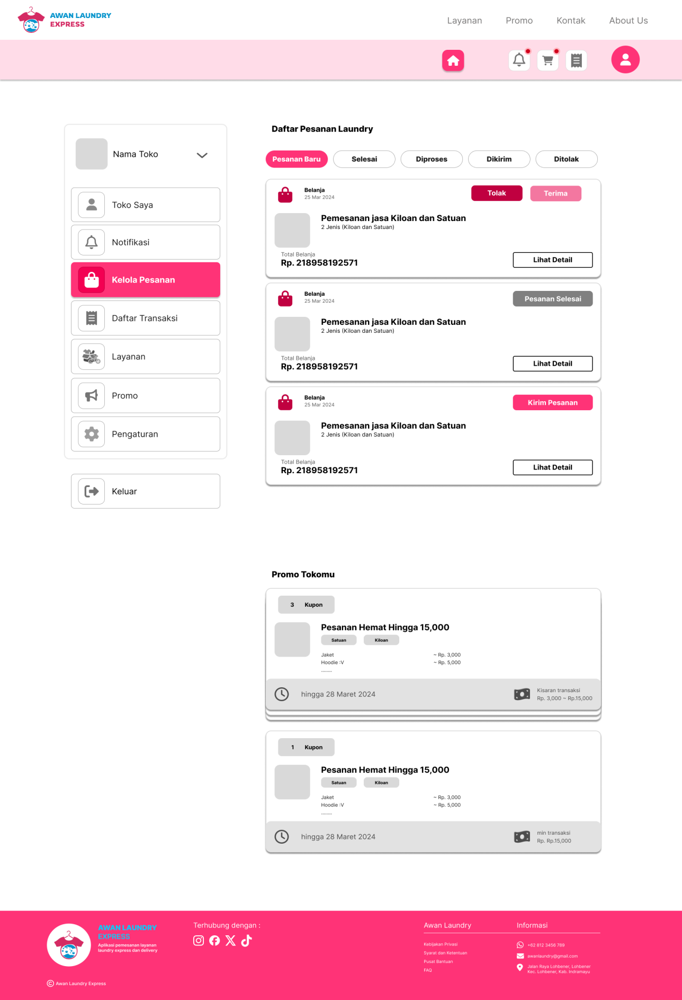 AWAN LAUNDRY
EXPRESS
Layanan
Promo
Kontak
About Us
Nama Toko
Toko Saya
Notifikasi
Kelola Pesanan
Daftar Transaksi
Layanan
Promo
Pengaturan
Keluar
Daftar Pesanan Laundry
Pesanan Baru
Selesai
Diproses
Dikirim
Ditolak
Belanja
25 Mar 2024
Tolak
Terima
Pemesanan jasa Kiloan dan Satuan
2 Jenis (Kiloan dan Satuan)
Total Belanja
Rp. 218958192571
Lihat Detail
Belanja
25 Mar 2024
Pesanan Selesai
Pemesanan jasa Kiloan dan Satuan
2 Jenis (Kiloan dan Satuan)
Total Belanja
Rp. 218958192571
Lihat Detail
Belanja
25 Mar 2024
Kirim Pesanan
Pemesanan jasa Kiloan dan Satuan
2 Jenis (Kiloan dan Satuan)
Total Belanja
Rp. 218958192571
Lihat Detail
Promo Tokomu
3 Kupon
Pesanan Hemat Hingga 15,000
Satuan
Kiloan
Jaket ~ Rp. 3,000
Hoodie :V ~ Rp. 5,000
........
hingga 28 Maret 2024
Kisaran transaksi
Rp. 3,000 ~ Rp.15,000
1 Kupon
Pesanan Hemat Hingga 15,000
Satuan
Kiloan
Jaket ~ Rp. 3,000
Hoodie :V ~ Rp. 5,000
........
hingga 28 Maret 2024
min transaksi
Rp. Rp.15,000
AWAN LAUNDRY
EXPRESS
Aplikasi pemesanan layanan
laundry express dan delivery
© Awan Laundry Express
Terhubung dengan :
Awan Laundry
Kebijakan Privasi
Syarat dan Ketentuan
Pusat Bantuan
FAQ
Informasi
+62 812 3456 789
awanlaundry@gmail.com
Jalan Raya Lohbener, Lohbener
Kec. Lohbener, Kab. Indramayu